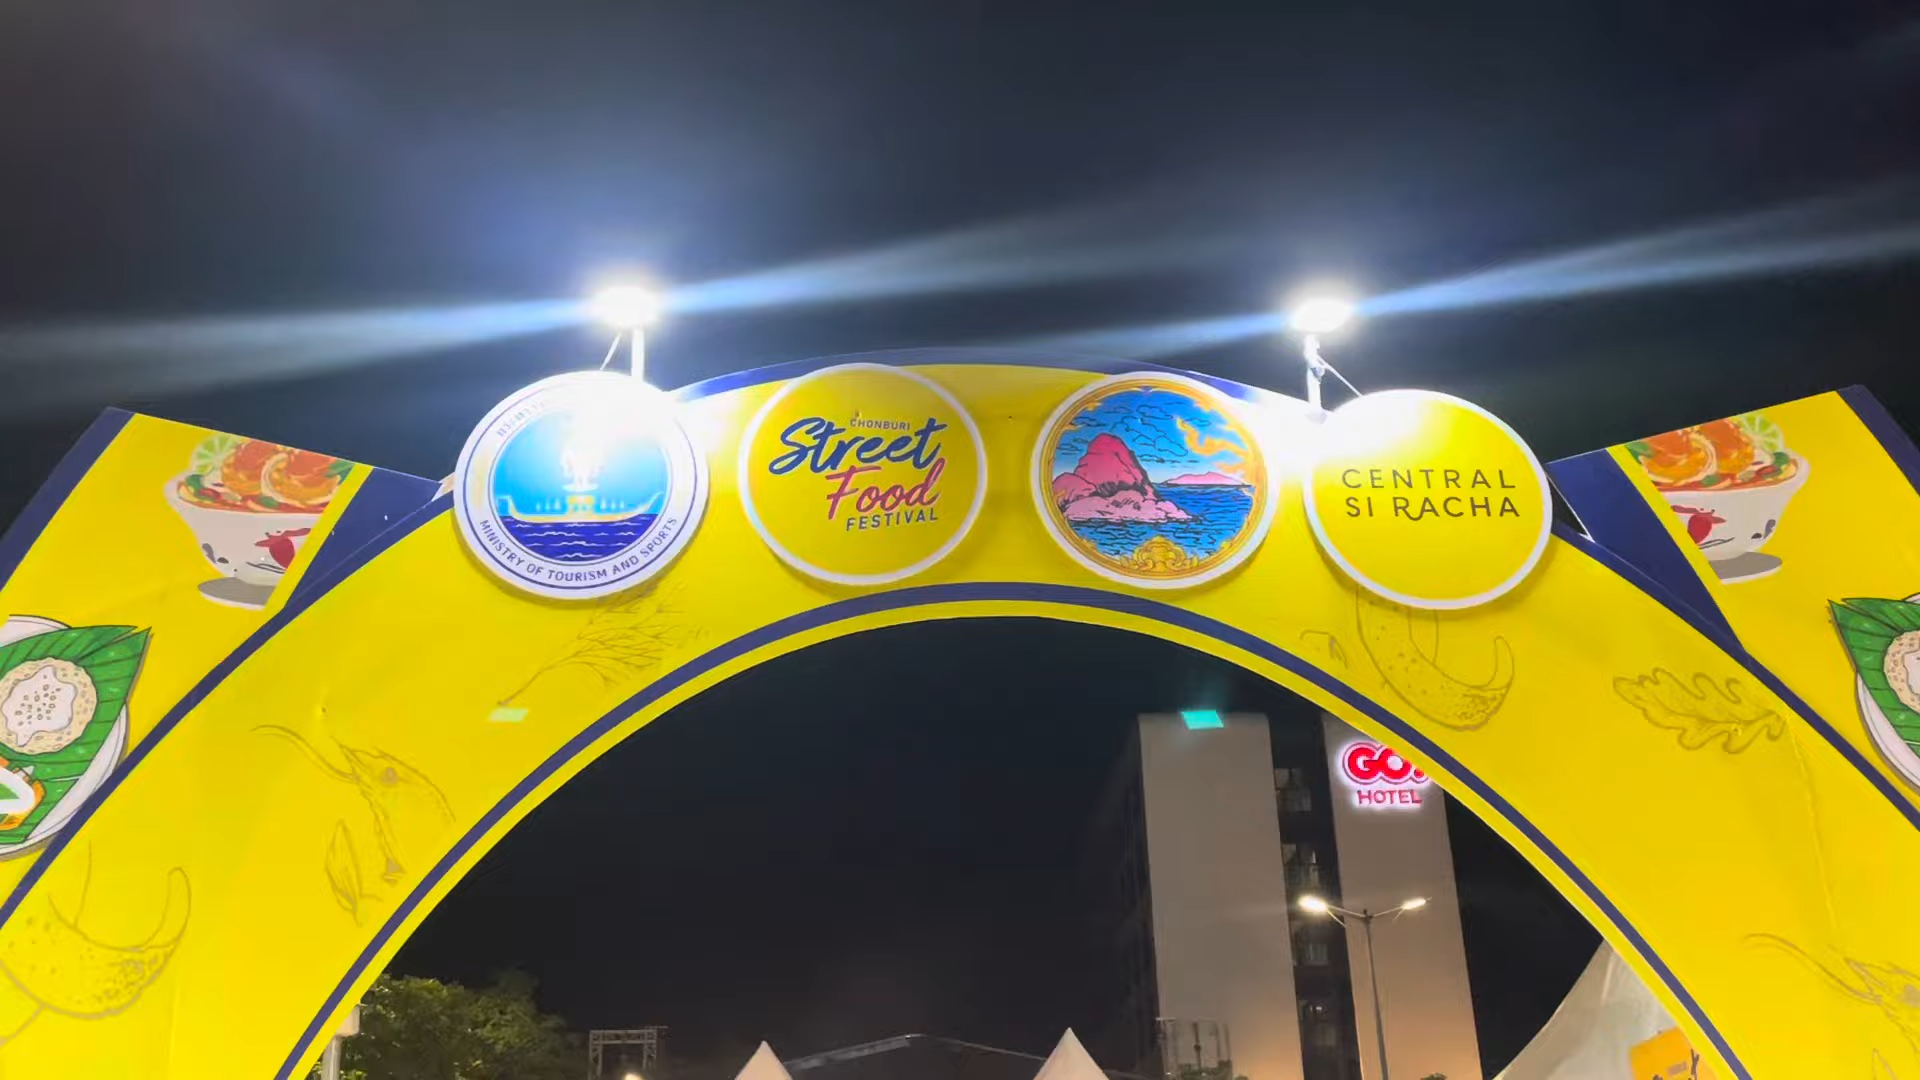 MINISTRY OF TOURISM AND SPORTS
CHONBURI
Street
Food
FESTIVAL
CENTRAL
SI RACHA
GO!
HOTEL